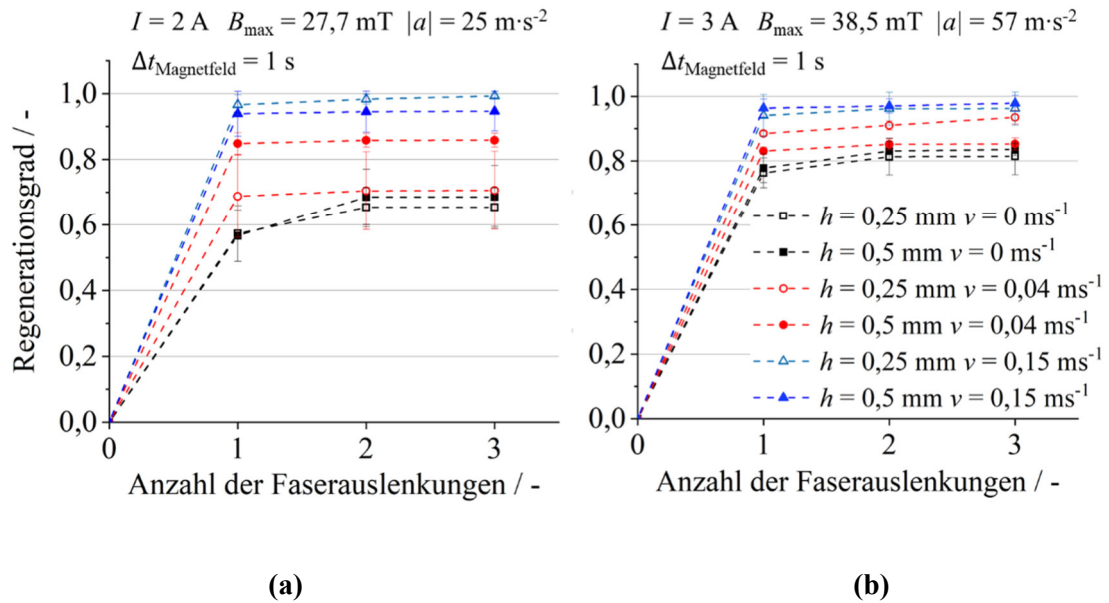 I = 2 A B_max = 27,7 mT |a| = 25 m·s⁻²
Δt_Magnetfeld = 1 s
Regenerationsgrad / -
1,0
0,8
0,6
0,4
0,2
0,0
0 1 2 3
Anzahl der Faserauslenkungen / -
(a)
I = 3 A B_max = 38,5 mT |a| = 57 m·s⁻²
Δt_Magnetfeld = 1 s
1,0
0,8
0,6
0,4
0,2
0,0
h = 0,25 mm v = 0 ms⁻¹
h = 0,5 mm v = 0 ms⁻¹
h = 0,25 mm v = 0,04 ms⁻¹
h = 0,5 mm v = 0,04 ms⁻¹
h = 0,25 mm v = 0,15 ms⁻¹
h = 0,5 mm v = 0,15 ms⁻¹
0 1 2 3
Anzahl der Faserauslenkungen / -
(b)